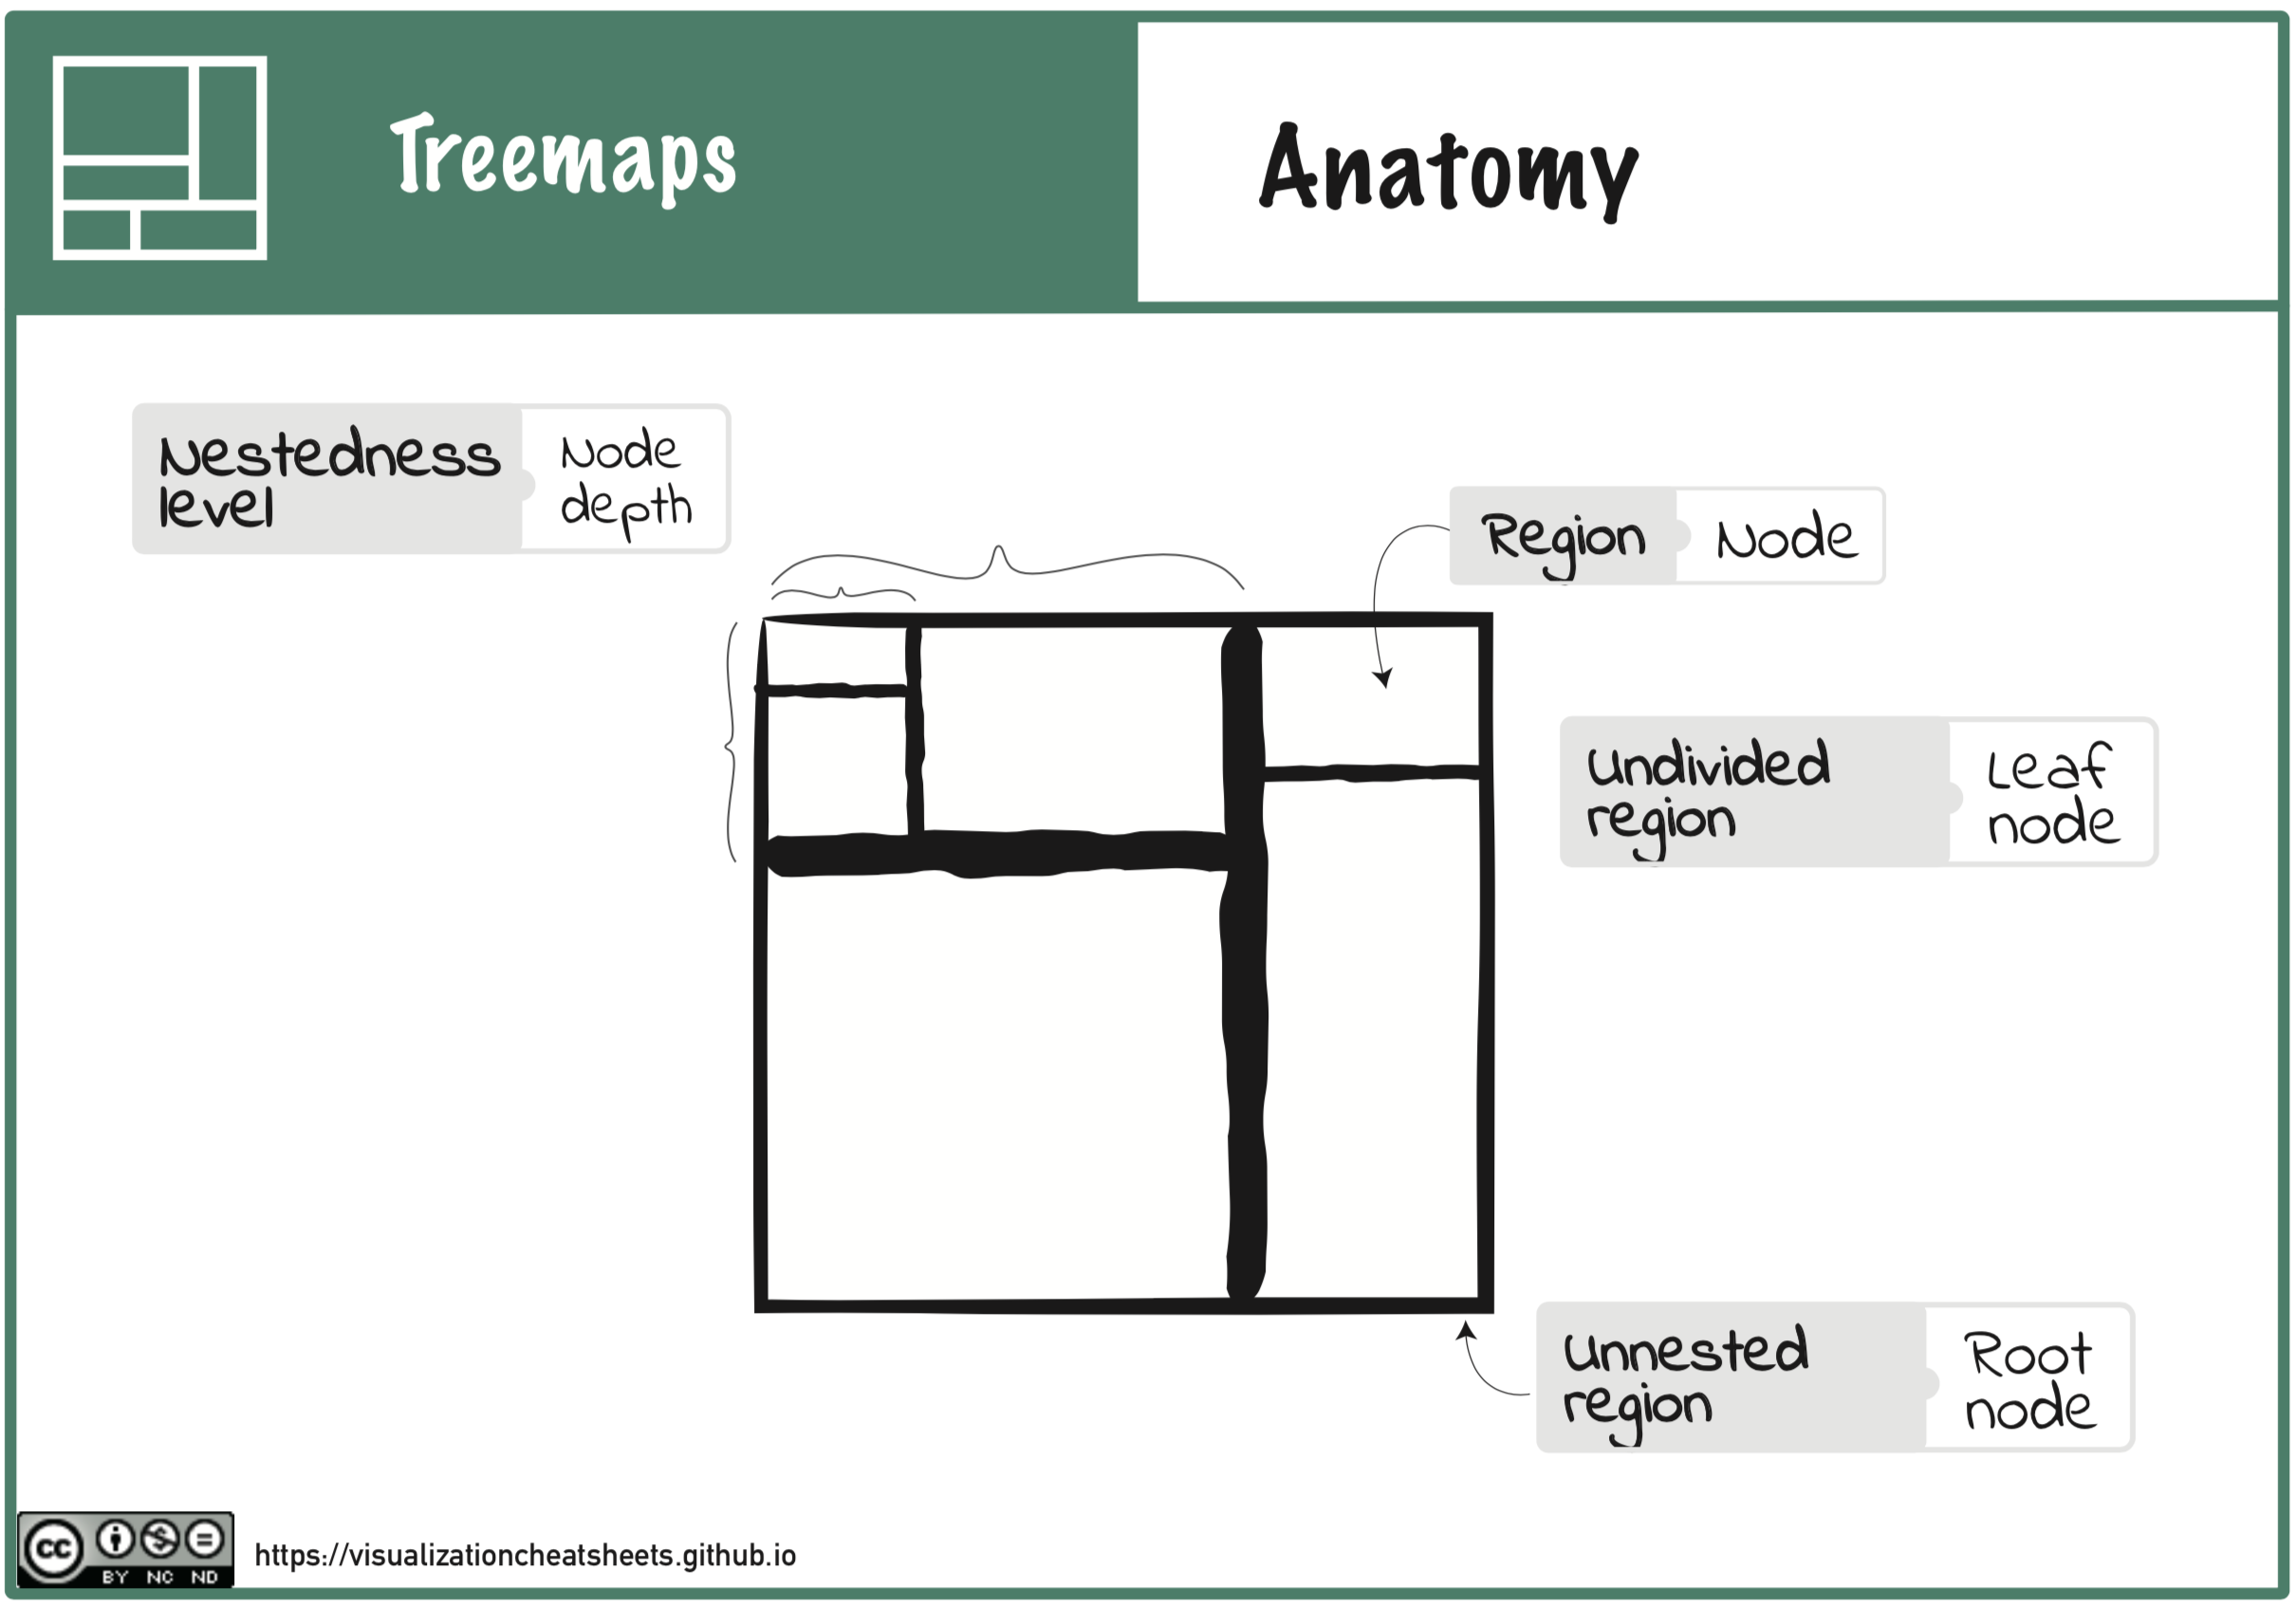 Treemaps
Anatomy
Nestedness
level
Node
depth
Region
Node
Undivided
region
Leaf
node
Unnested
region
Root
node
cc
BY NC ND
https://visualizationcheatsheets.github.io